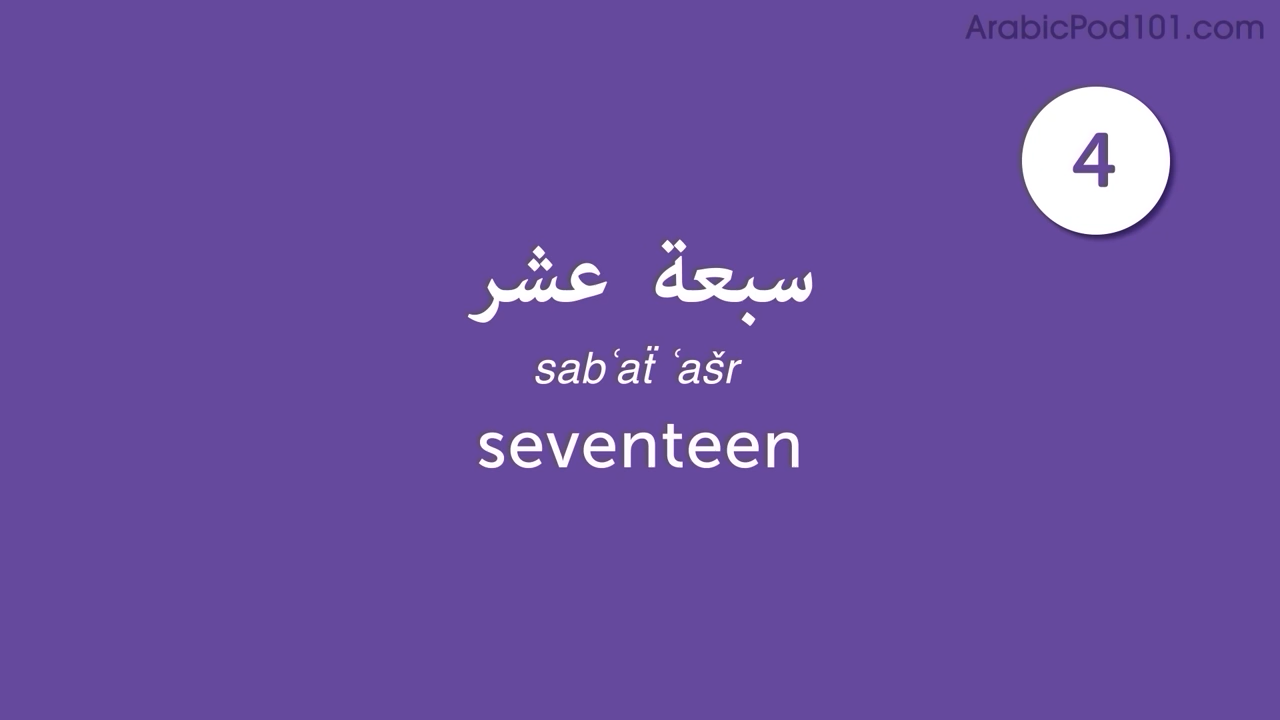 ArabicPod101.com
4
سبعة عشر
sabʿaẗ ʿašr
seventeen